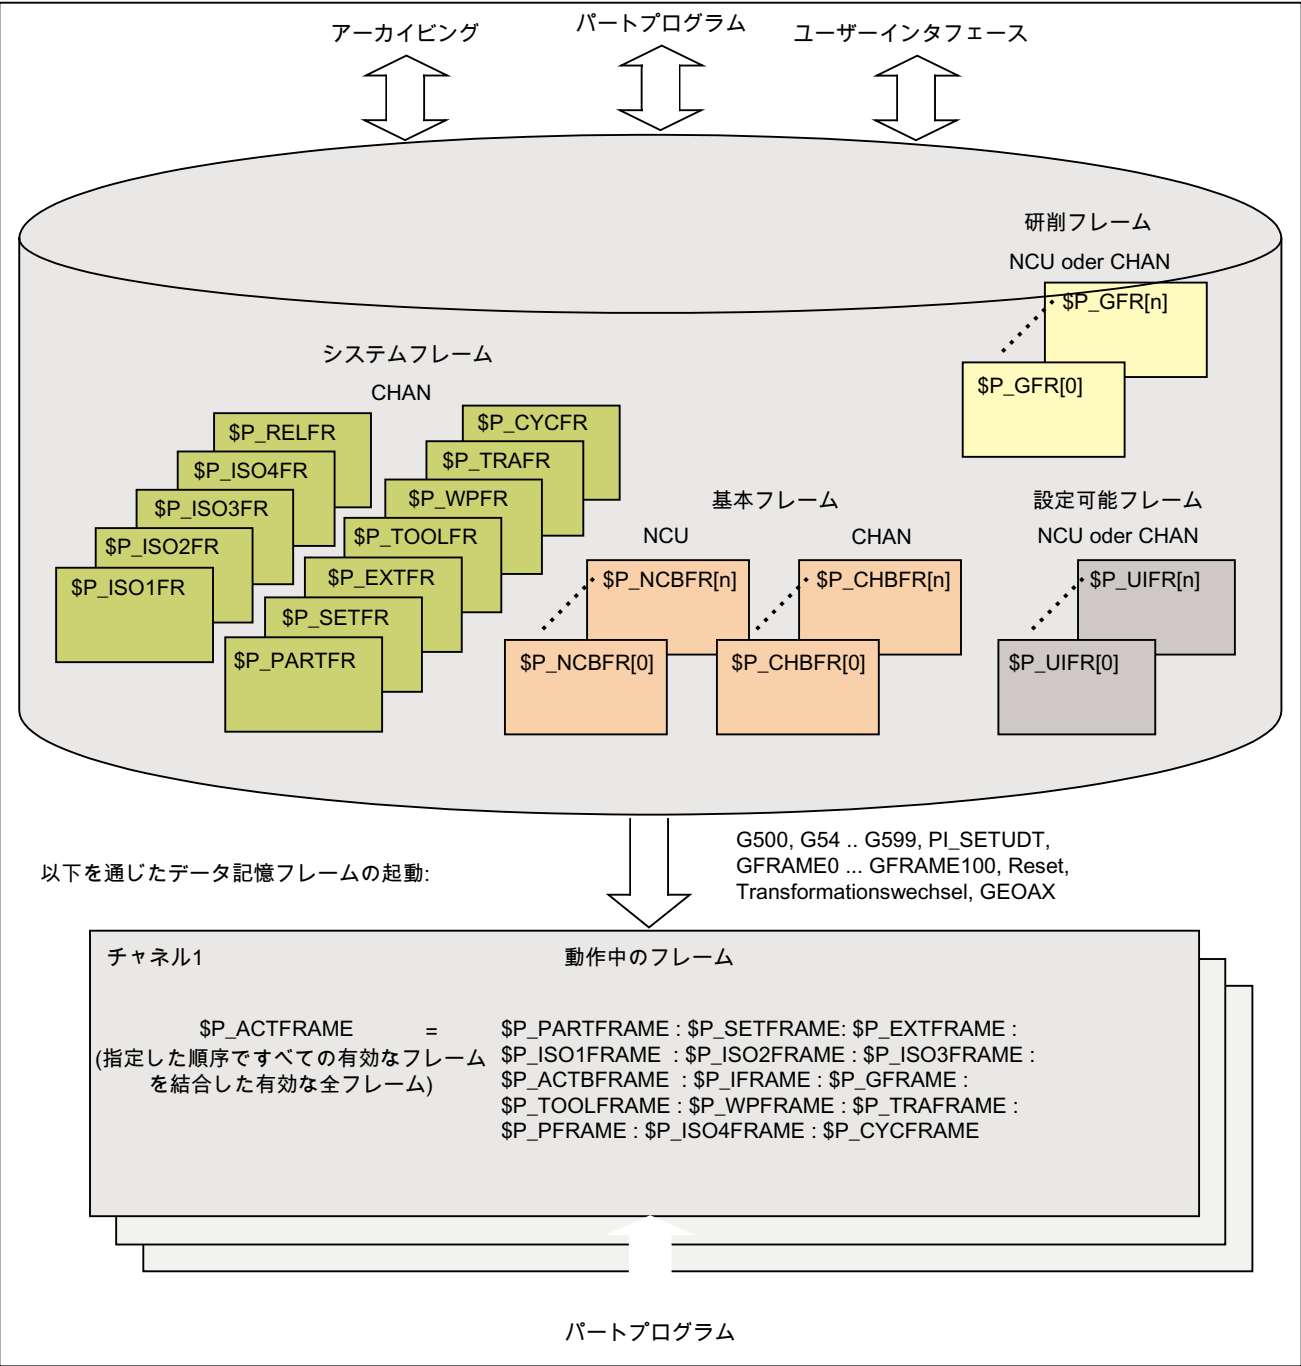 アーカイビング
パートプログラム
ユーザーインタフェース
研削フレーム
NCU oder CHAN
$P_GFR[n]
$P_GFR[0]
システムフレーム
CHAN
$P_RELFR
$P_ISO4FR
$P_ISO3FR
$P_ISO2FR
$P_ISO1FR
$P_CYCFR
$P_TRAFR
$P_WPFR
$P_TOOLFR
$P_EXTFR
$P_SETFR
$P_PARTFR
基本フレーム
NCU
$P_NCBFR[n]
$P_NCBFR[0]
CHAN
$P_CHBFR[n]
$P_CHBFR[0]
設定可能フレーム
NCU oder CHAN
$P_UIFR[n]
$P_UIFR[0]
以下を通じたデータ記憶フレームの起動:
G500, G54 .. G599, PI_SETUDT,
GFRAME0 ... GFRAME100, Reset,
Transformationswechsel, GEOAX
チャネル1
動作中のフレーム
$P_ACTFRAME =
(指定した順序ですべての有効なフレーム
を結合した有効な全フレーム)
$P_PARTFRAME : $P_SETFRAME: $P_EXTFRAME :
$P_ISO1FRAME : $P_ISO2FRAME : $P_ISO3FRAME :
$P_ACTBFRAME : $P_IFRAME : $P_GFRAME :
$P_TOOLFRAME : $P_WPFRAME : $P_TRAFRAME :
$P_PFRAME : $P_ISO4FRAME : $P_CYCFRAME
パートプログラム